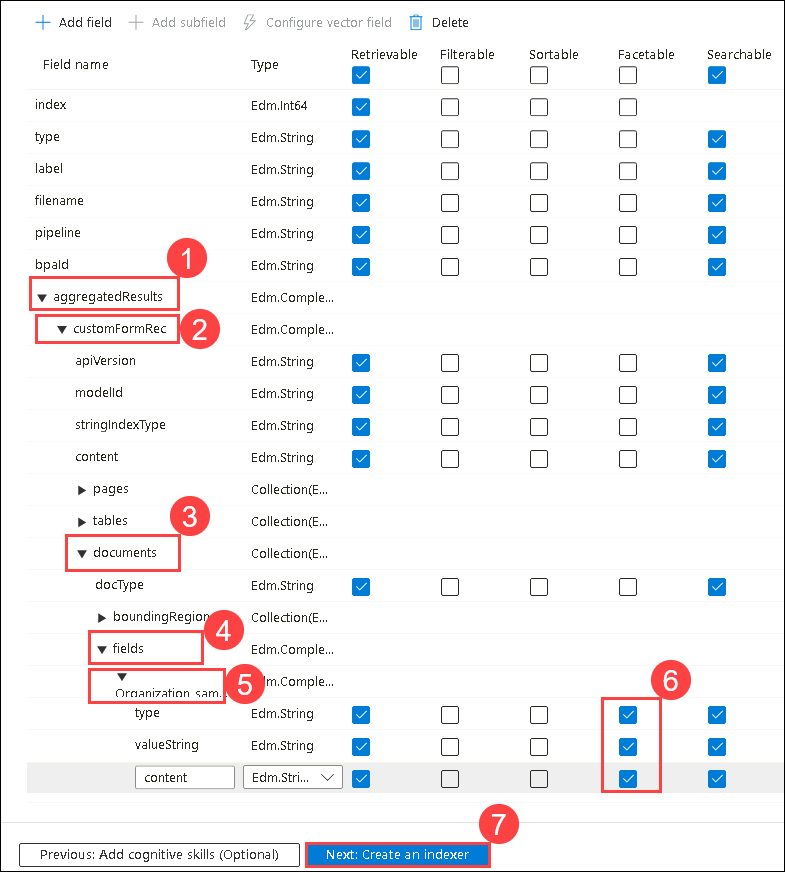 Add field Add subfield Configure vector field Delete
Field name Type Retrievable Filterable Sortable Facetable Searchable
index Edm.Int64
type Edm.String
label Edm.String
filename Edm.String
pipeline Edm.String
bpaId Edm.String
1
aggregatedResults Edm.Comple...
customFormRec Edm.Comple...
2
apiVersion Edm.String
modelId Edm.String
stringIndexType Edm.String
content Edm.String
pages Collection(E...
3
tables Collection(E...
documents Collection(E...
docType Edm.String
boundingRegion Collection(E...
4
fields Edm.Comple...
5
6
Organization_sam... Edm.Comple...
type Edm.String
valueString Edm.String
content Edm.Stri...
7
Previous: Add cognitive skills (Optional) Next: Create an indexer